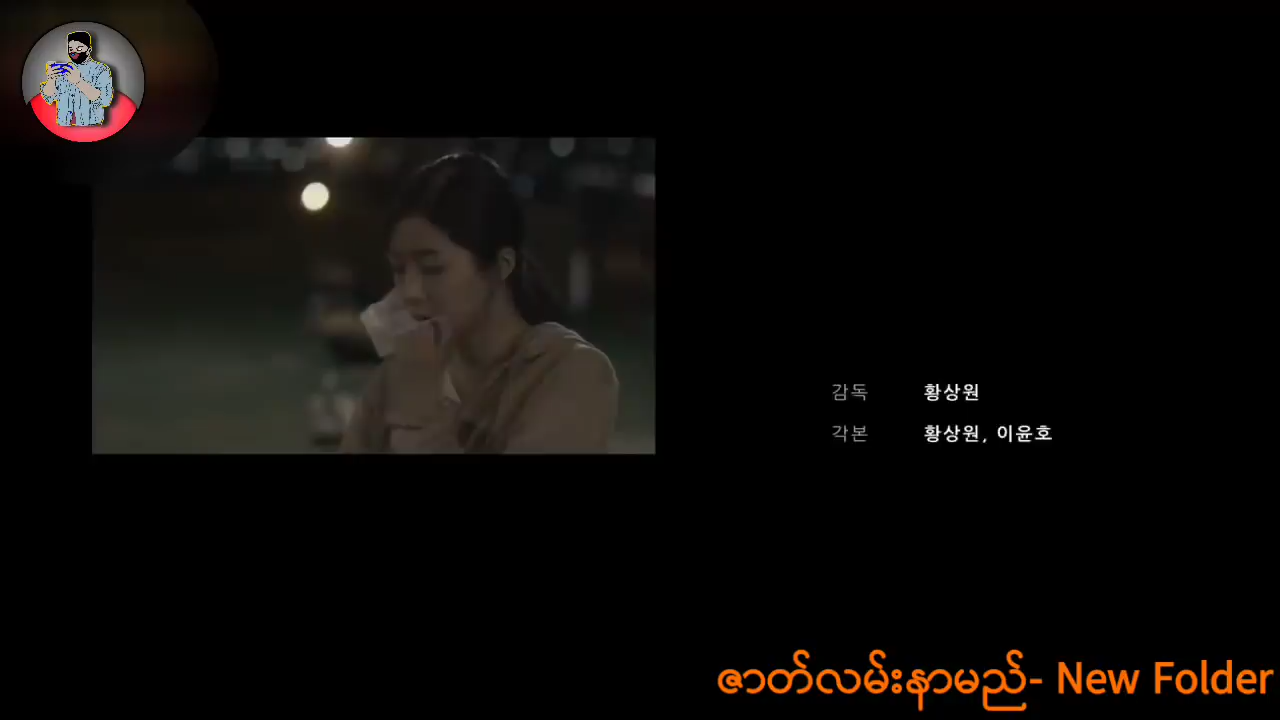 감독 황상원
각본 황상원, 이윤호
ဇာတ်လမ်းနာမည်- New Folder